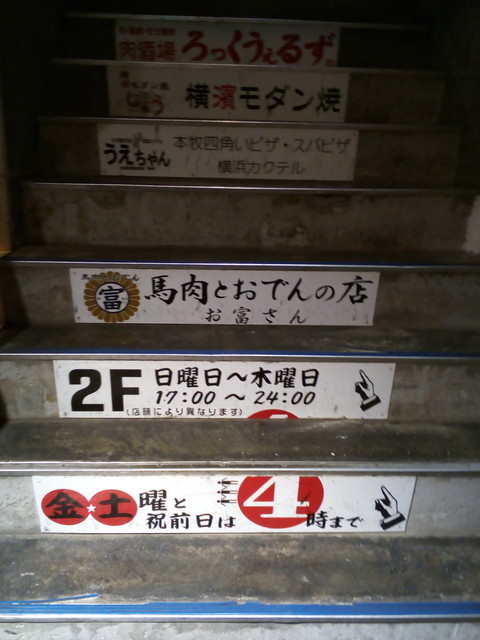 肉酒場 ろっくうぇるず。
横濱モダン焼
うえちゃん
本牧四角いピザ・スパピザ
横浜カクテル
富
馬肉とおでんの店
お富さん
2F 日曜日〜木曜日
17:00〜24:00
(店舗により異なります)
金★土曜と
祝前日は 4時まで